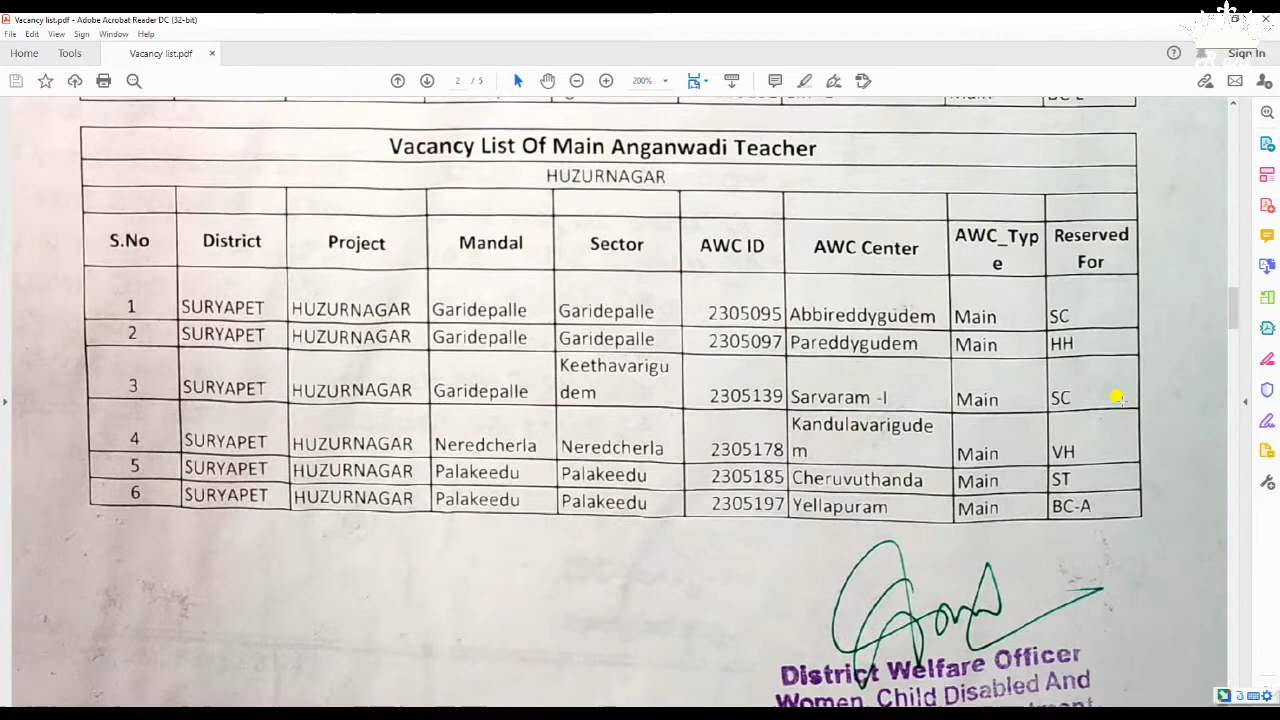 Vacancy list.pdf - Adobe Acrobat Reader DC (32-bit)
File Edit View Sign Window Help
Home Tools Vacancy list.pdf × Sign In
2 / 5 200%
Vacancy List Of Main Anganwadi Teacher
HUZURNAGAR
S.No District Project Mandal Sector AWC ID AWC Center AWC_Typ Reserved
e For
1 SURYAPET HUZURNAGAR Garidepalle Garidepalle 2305095 Abbireddygudem Main SC
2 SURYAPET HUZURNAGAR Garidepalle Garidepalle 2305097 Pareddygudem Main HH
Keethavarigu
3 SURYAPET HUZURNAGAR Garidepalle dem 2305139 Sarvaram -I Main SC
Kandulavarigude
4 SURYAPET HUZURNAGAR Neredcherla Neredcherla 2305178 m Main VH
5 SURYAPET HUZURNAGAR Palakeedu Palakeedu 2305185 Cheruvuthanda Main ST
6 SURYAPET HUZURNAGAR Palakeedu Palakeedu 2305197 Yellapuram Main BC-A
District Welfare Officer
Women, Child Disabled And